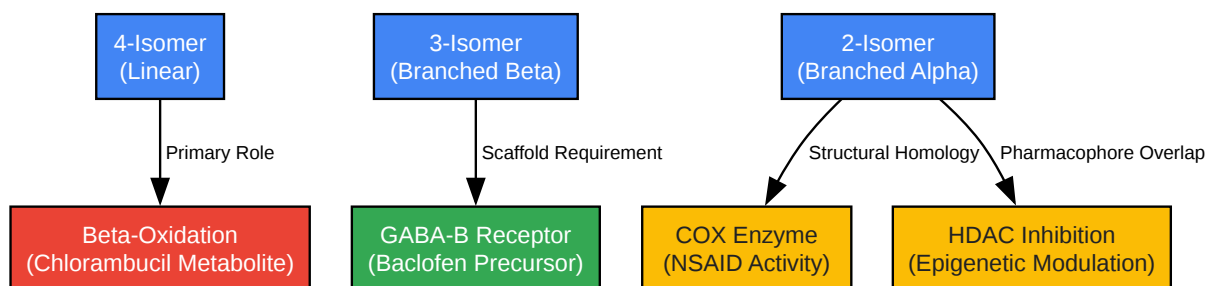 4-Isomer
(Linear)
3-Isomer
(Branched Beta)
2-Isomer
(Branched Alpha)
Primary Role
Scaffold Requirement
Structural Homology
Pharmacophore Overlap
Beta-Oxidation
(Chlorambucil Metabolite)
GABA-B Receptor
(Baclofen Precursor)
COX Enzyme
(NSAID Activity)
HDAC Inhibition
(Epigenetic Modulation)